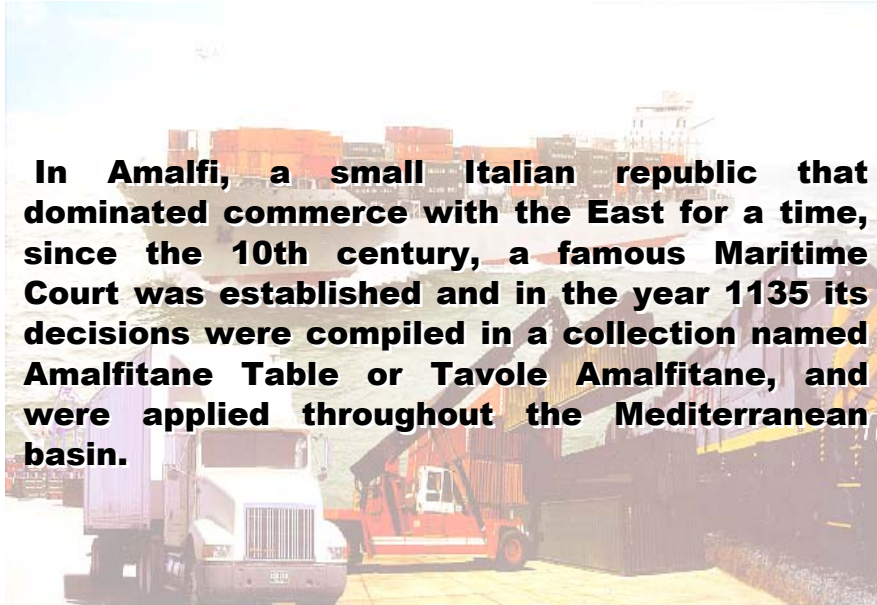 In Amalfi, a small Italian republic that
dominated commerce with the East for a time,
since the 10th century, a famous Maritime
Court was established and in the year 1135 its
decisions were compiled in a collection named
Amalfitane Table or Tavole Amalfitane, and
were applied throughout the Mediterranean
basin.